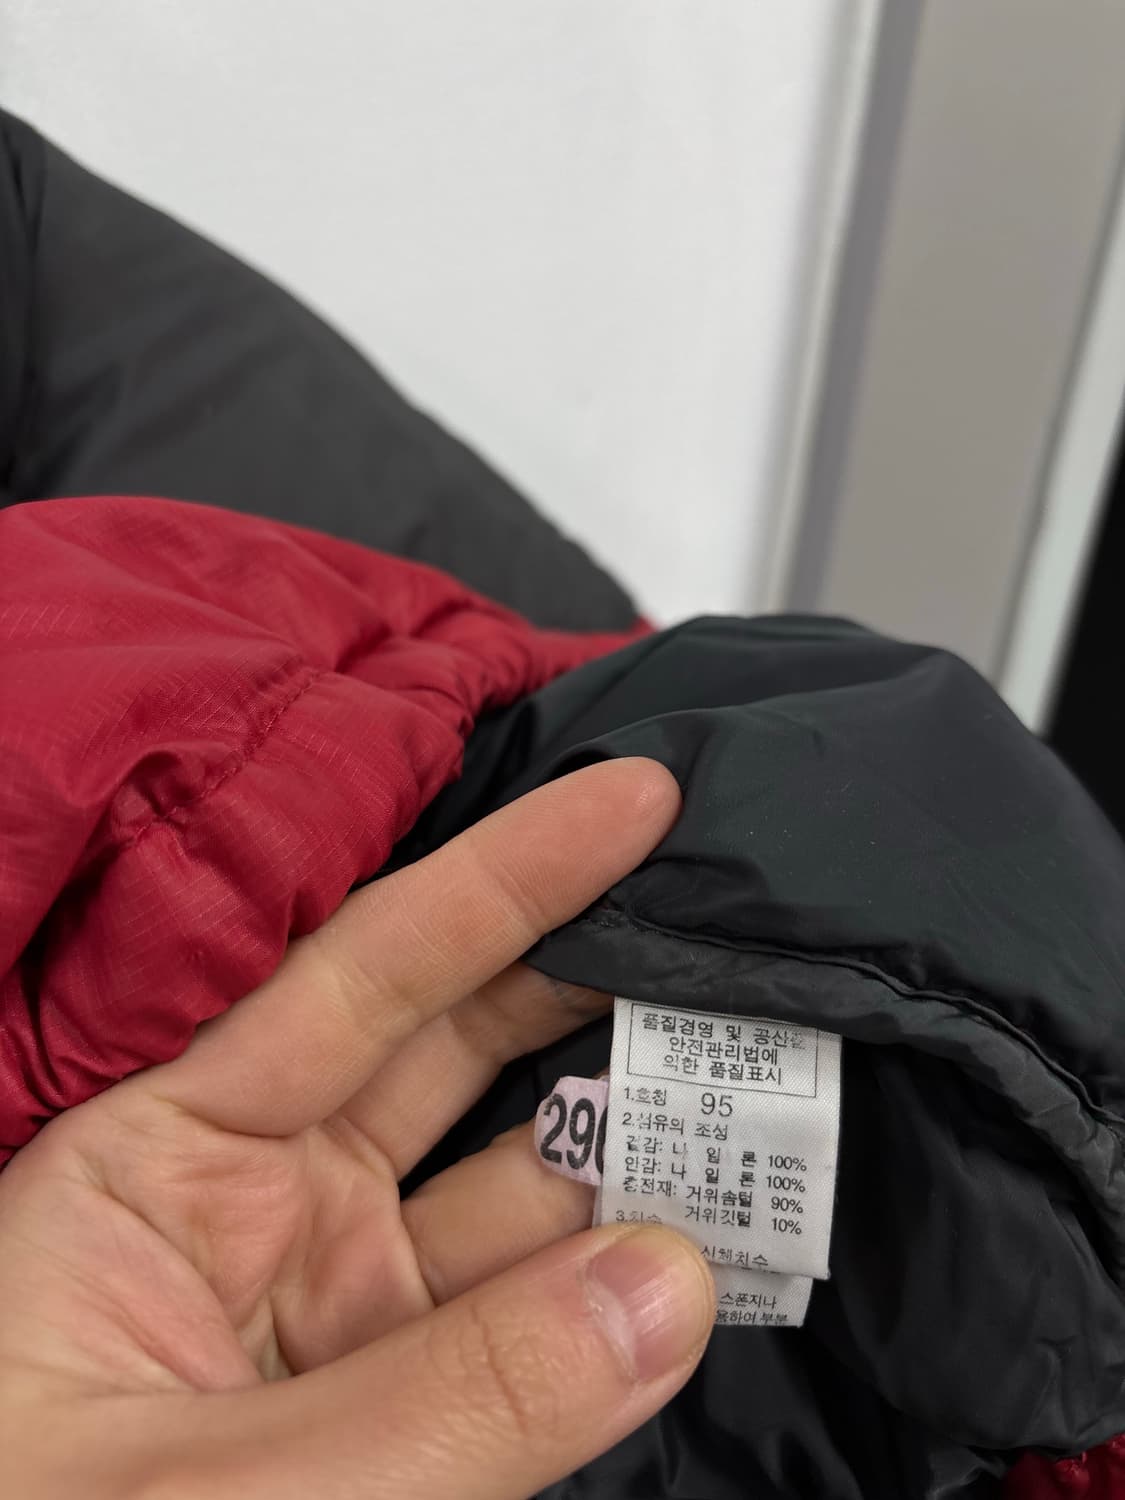 품질경영 및 공산품
안전관리법에
의한 품질표시
1.호칭 95
2.섬유의 조성
겉감: 나 일 론 100%
안감: 나 일 론 100%
충전재: 거위솜털 90%
거위깃털 10%
3.치수
신체치수
스폰지나
용하여 부분
290